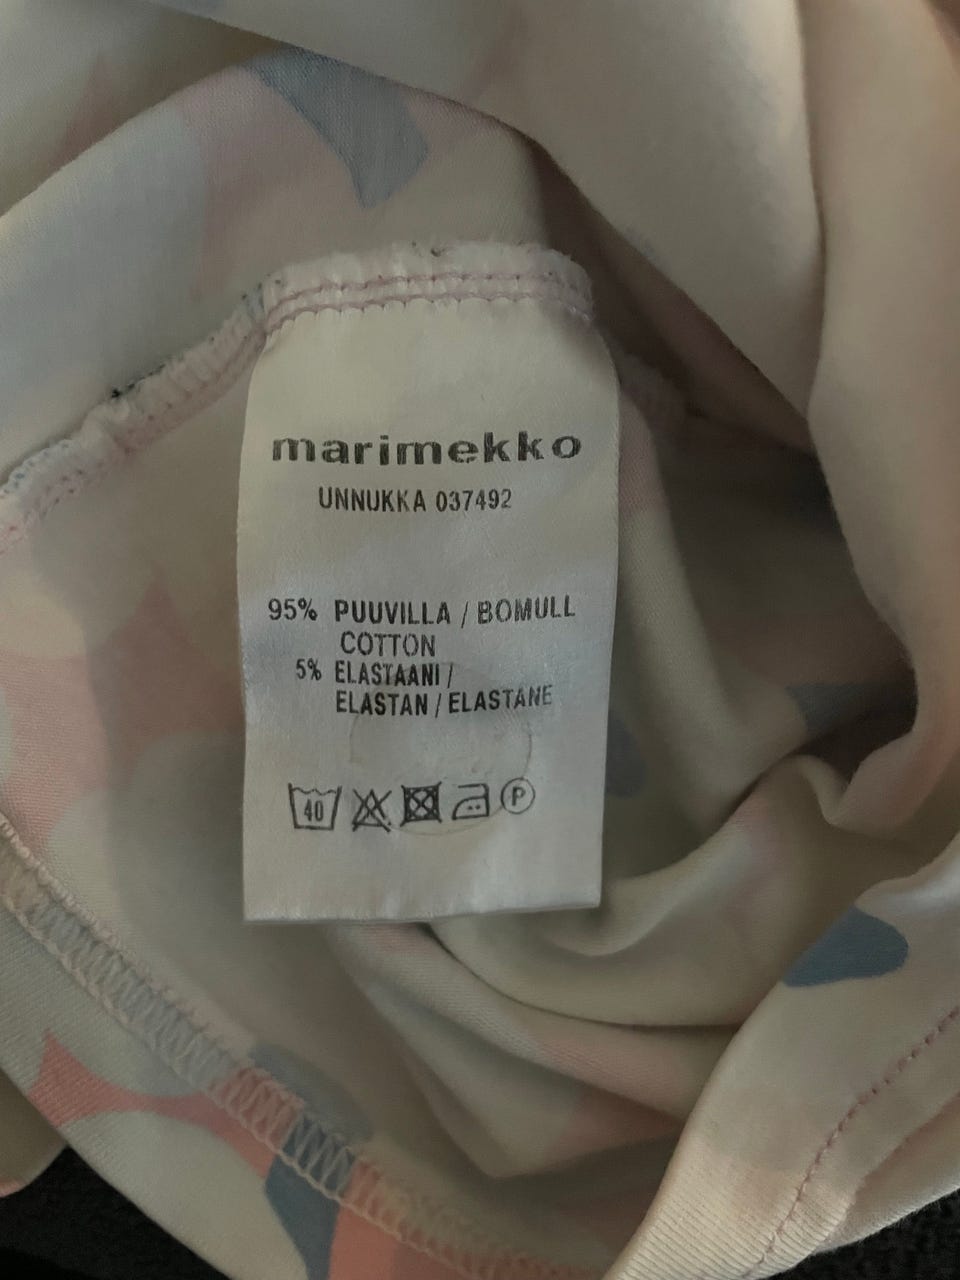 marimekko
UNNUKKA 037492
95% PUUVILLA / BOMULL
COTTON
5% ELASTAANI /
ELASTAN / ELASTANE
40 P